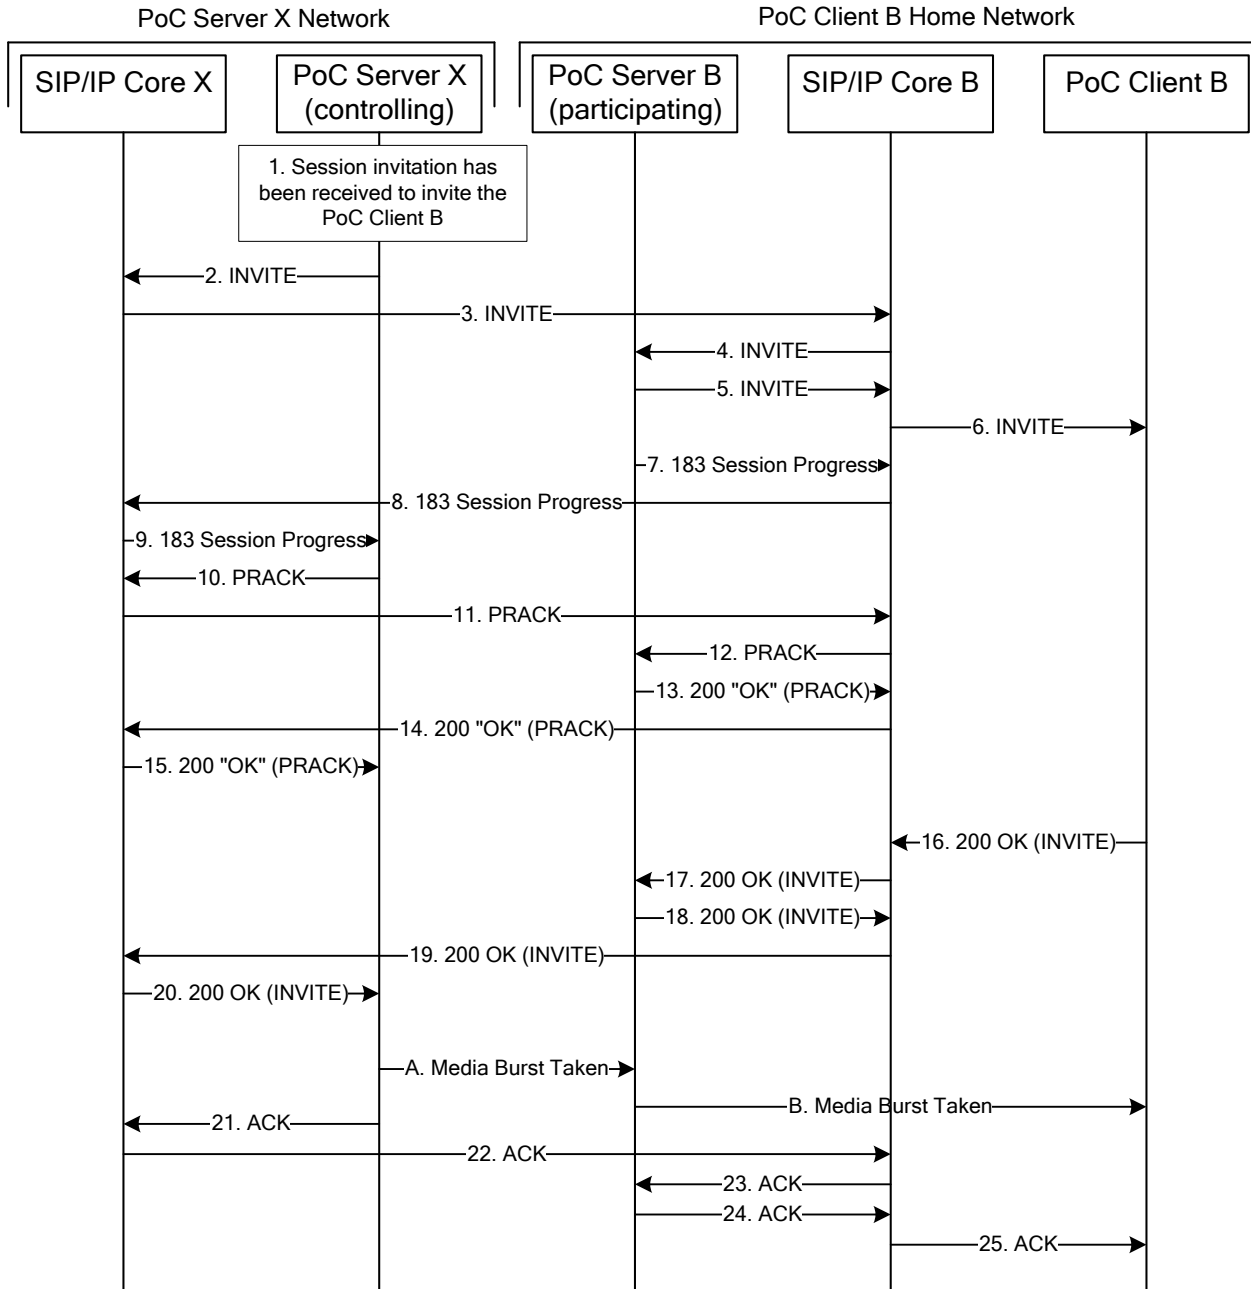 PoC Server X Network
PoC Client B Home Network
SIP/IP Core X
PoC Server X
(controlling)
PoC Server B
(participating)
SIP/IP Core B
PoC Client B
1. Session invitation has
been received to invite the
PoC Client B
2. INVITE
3. INVITE
4. INVITE
5. INVITE
6. INVITE
7. 183 Session Progress
8. 183 Session Progress
9. 183 Session Progress
10. PRACK
11. PRACK
12. PRACK
13. 200 "OK" (PRACK)
14. 200 "OK" (PRACK)
15. 200 "OK" (PRACK)
16. 200 OK (INVITE)
17. 200 OK (INVITE)
18. 200 OK (INVITE)
19. 200 OK (INVITE)
20. 200 OK (INVITE)
A. Media Burst Taken
B. Media Burst Taken
21. ACK
22. ACK
23. ACK
24. ACK
25. ACK